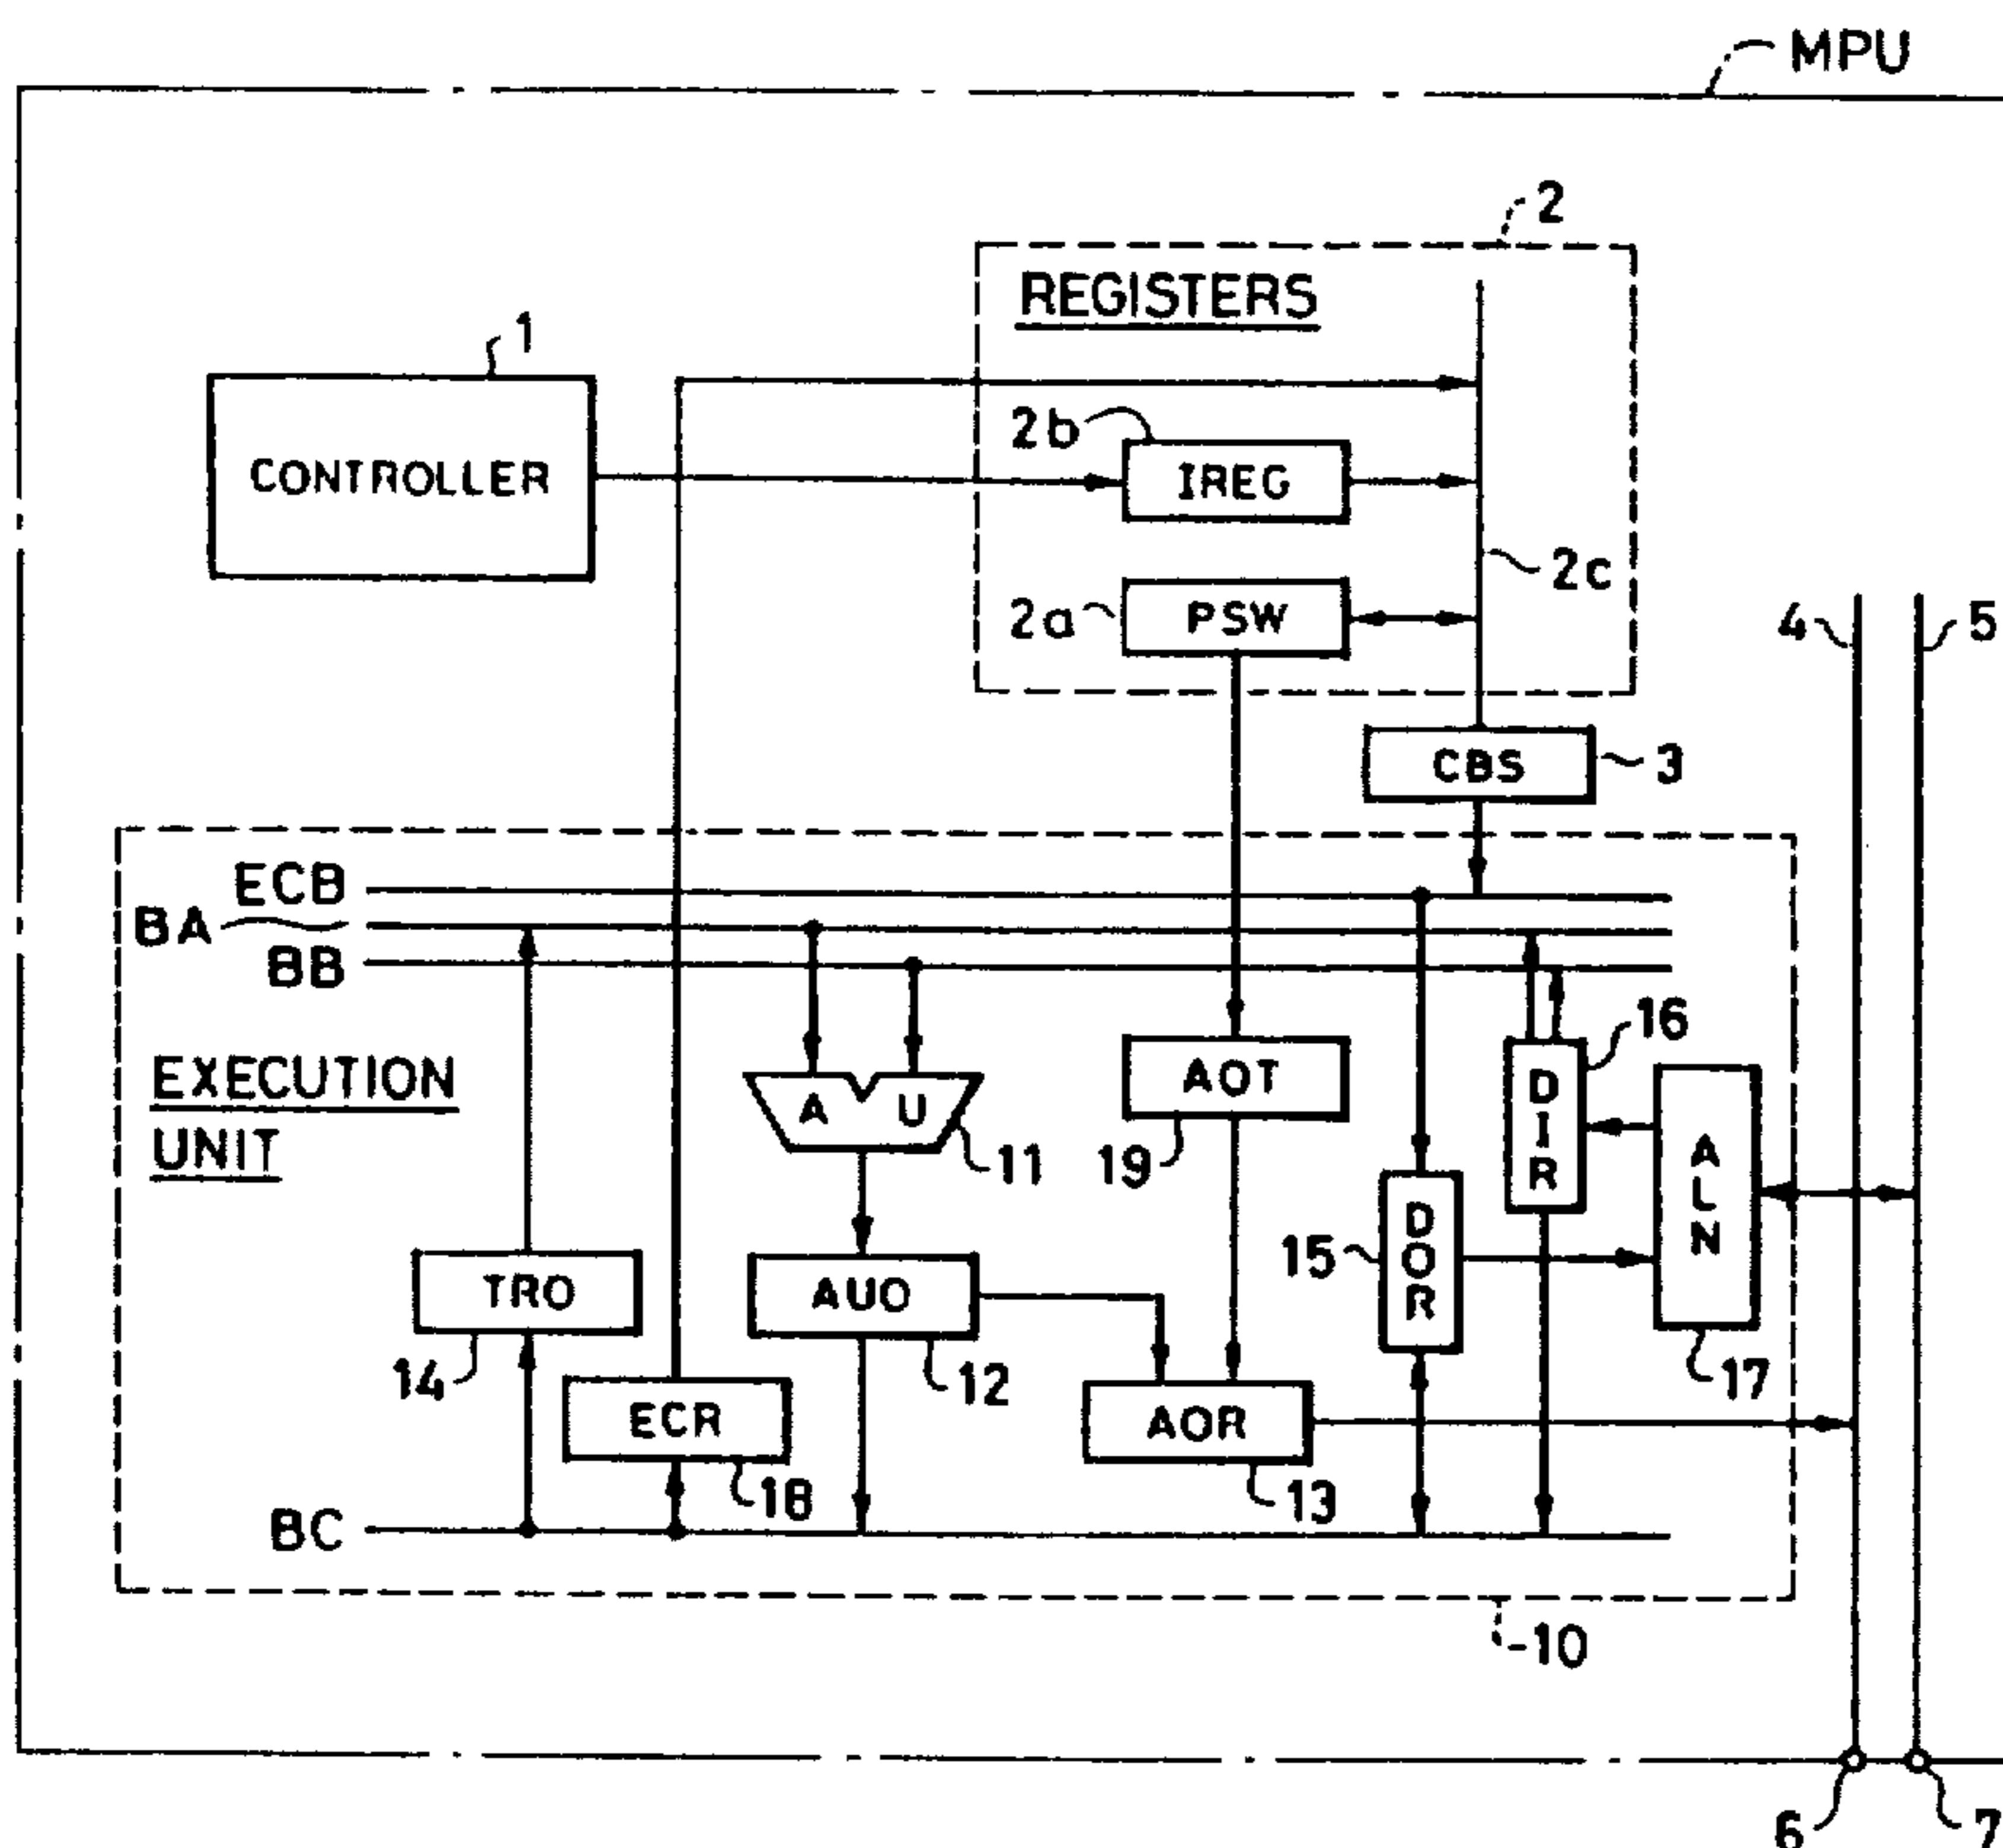 MPU
2
REGISTERS
1
2b
CONTROLLER
IREG
2c
2a
PSW
4
5
CBS
3
ECB
BA
BB
16
EXECUTION
UNIT
A U
AOT
D
I
R
A
L
N
11
19
D
O
R
15
TRO
AUO
14
12
17
ECR
AOR
18
13
BC
10
6
7